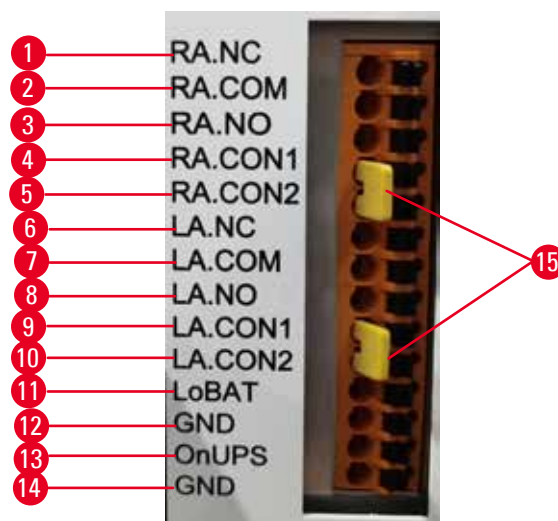 1 RA.NC
2 RA.COM
3 RA.NO
4 RA.CON1
5 RA.CON2
6 LA.NC
7 LA.COM
8 LA.NO
9 LA.CON1
10 LA.CON2
11 LoBAT
12 GND
13 OnUPS
14 GND
15